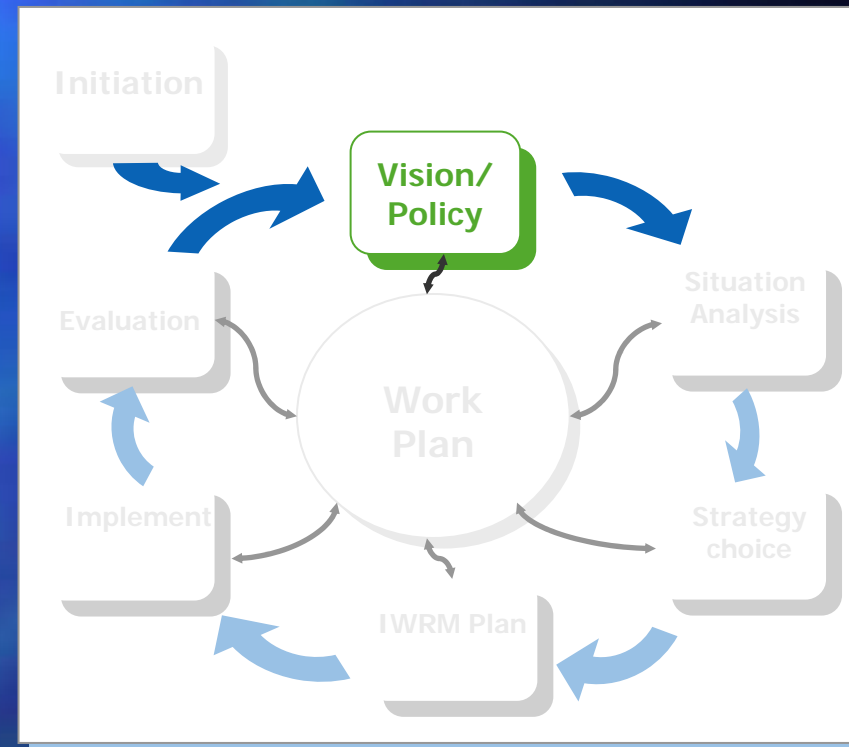 Initiation
Vision/
Policy
Situation
Analysis
Evaluation
Work
Plan
Implement
Strategy
choice
IWRM Plan